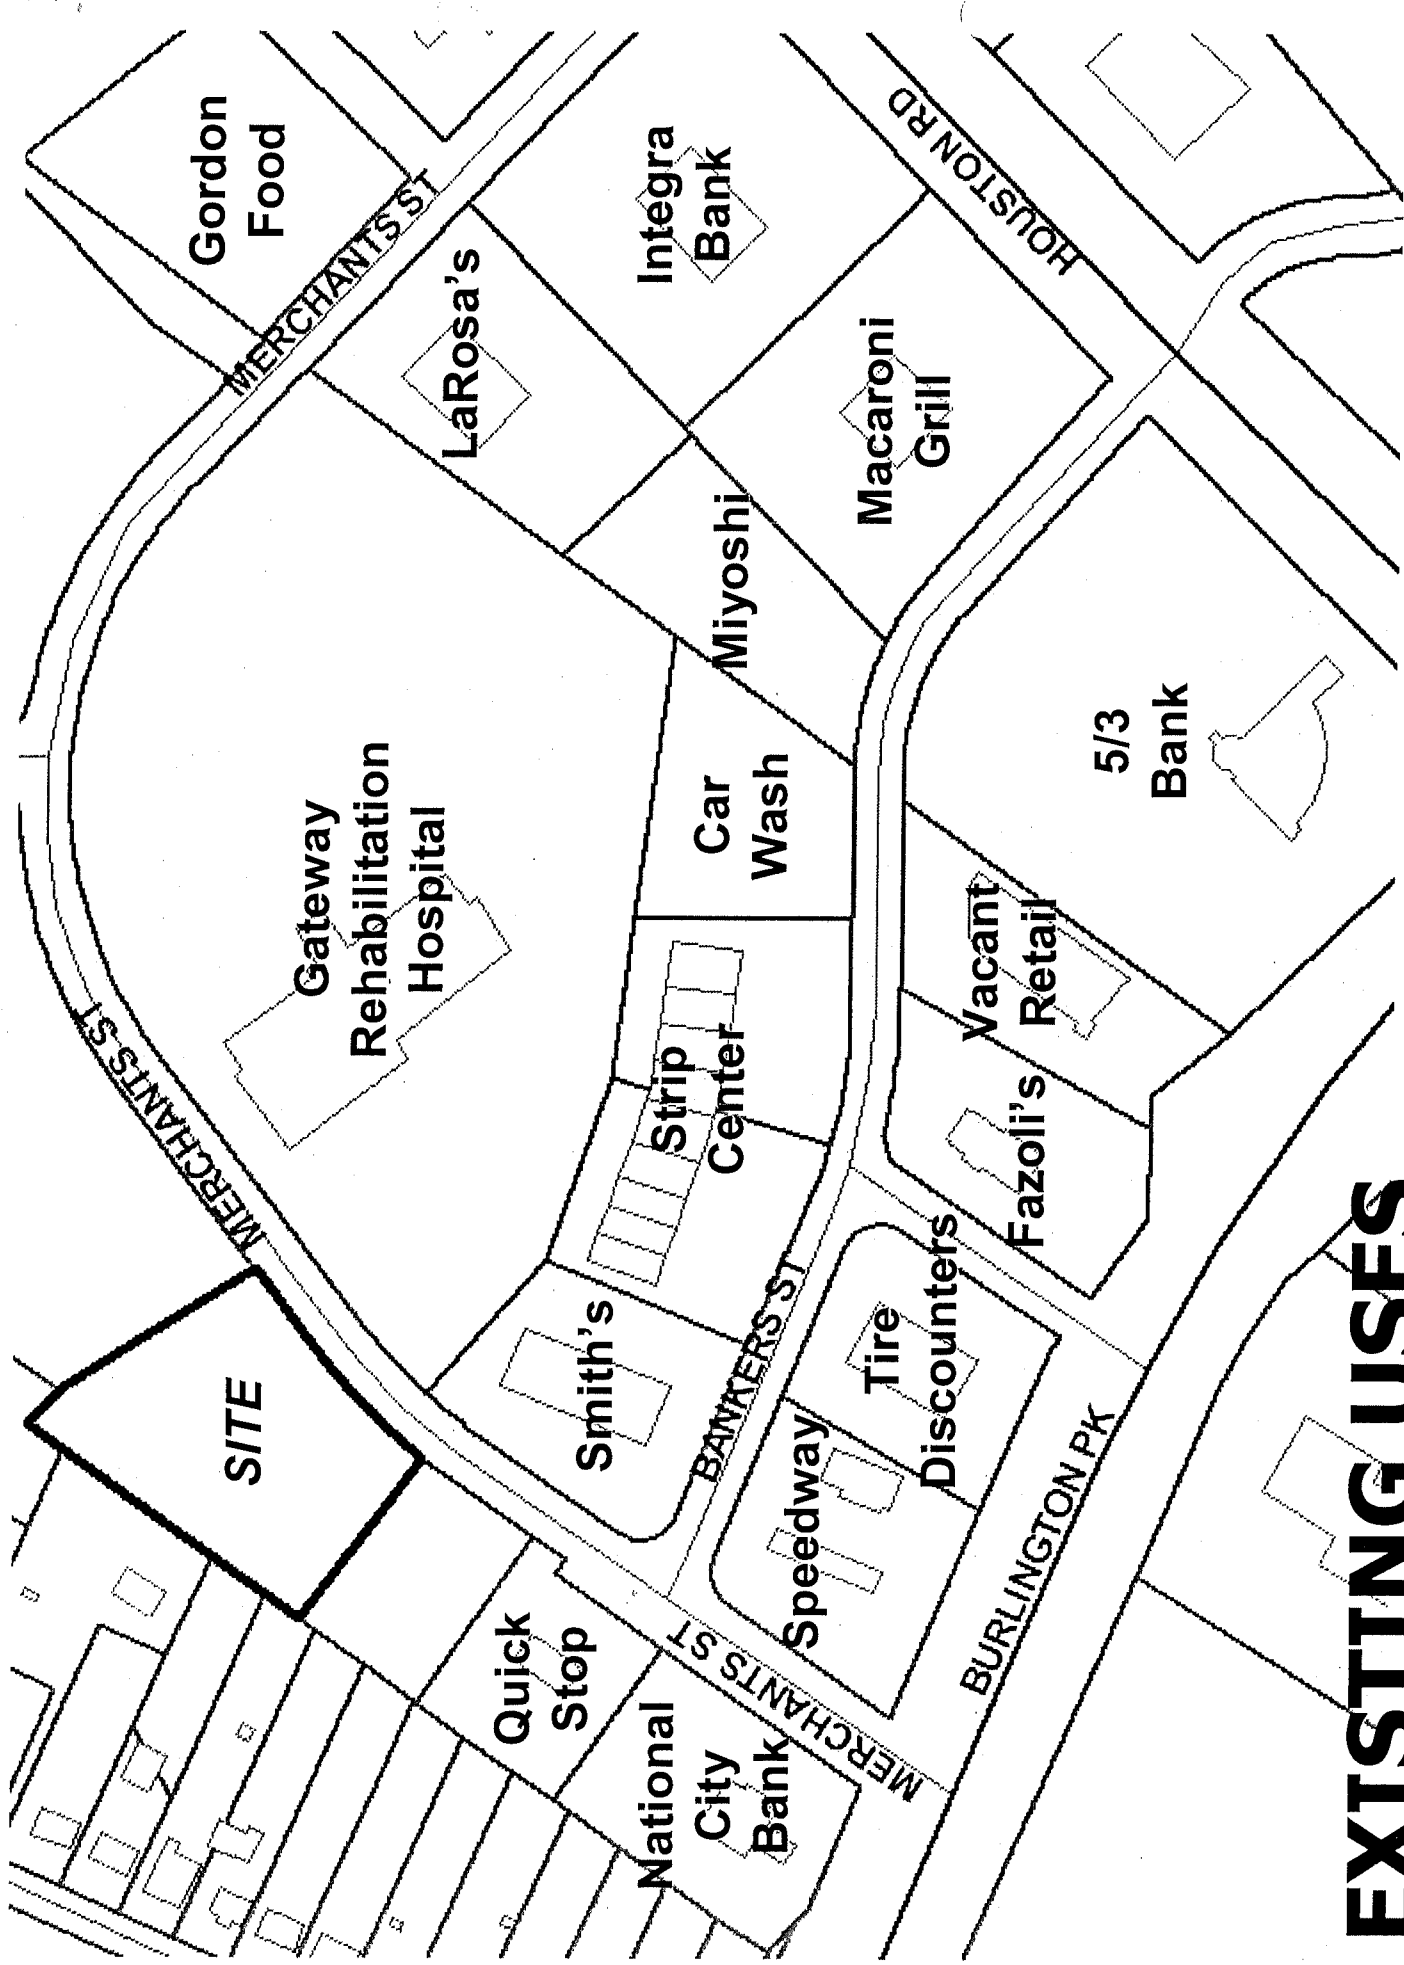 SITE
MERCHANTS ST
Gateway
Rehabilitation
Hospital
MERCHANTS ST
Gordon
Food
LaRosa's
Integra
Bank
HOUSTON RD
Macaroni
Grill
Miyoshi
Car
Wash
Strip
Center
Smith's
BANKERS ST
Quick
Stop
National
City
Bank
MERCHANTS ST
Speedway
Tire
Discounters
Fazoli's
Vacant
Retail
5/3
Bank
BURLINGTON PK
EXISTING USES